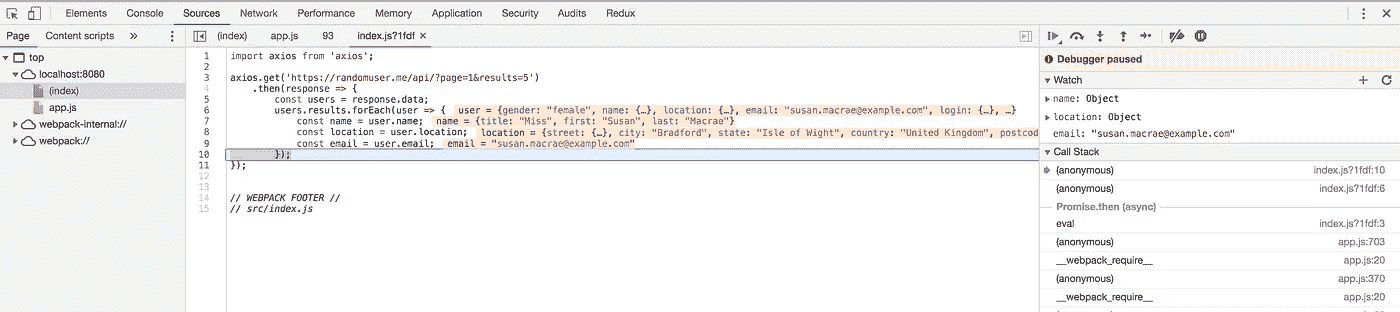 Elements Console Sources Network Performance Memory Application Security Audits Redux
Page Content scripts »
top
localhost:8080
(index)
app.js
webpack-internal://
webpack://
(index) app.js 93 index.js?1fdf ×
1 import axios from 'axios';
2
3 axios.get('https://randomuser.me/api/?page=1&results=5')
4 .then(response => {
5 const users = response.data;
6 users.results.forEach(user => { user = {gender: "female", name: {…}, location: {…}, email: "susan.macrae@example.com", login: {…}, …}
7 const name = user.name; name = {title: "Miss", first: "Susan", last: "Macrae"}
8 const location = user.location; location = {street: {…}, city: "Bradford", state: "Isle of Wight", country: "United Kingdom", postcod
9 const email = user.email; email = "susan.macrae@example.com"
10 });
11 });
12
13
14 // WEBPACK FOOTER //
15 // src/index.js
Debugger paused
Watch
name: Object
location: Object
email: "susan.macrae@example.com"
Call Stack
(anonymous) index.js?1fdf:10
(anonymous) index.js?1fdf:6
Promise.then (async)
eval index.js?1fdf:3
(anonymous) app.js:703
__webpack_require__ app.js:20
(anonymous) app.js:370
__webpack_require__ app.js:20